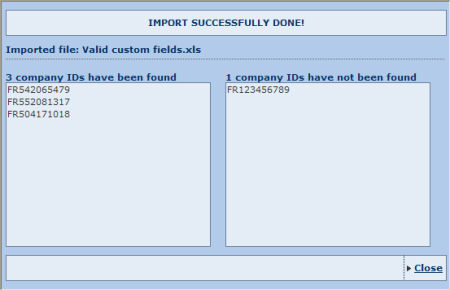 IMPORT SUCCESSFULLY DONE!
Imported file: Valid custom fields.xls
3 company IDs have been found
FR542065479
FR552081317
FR504171018
1 company IDs have not been found
FR123456789
Close